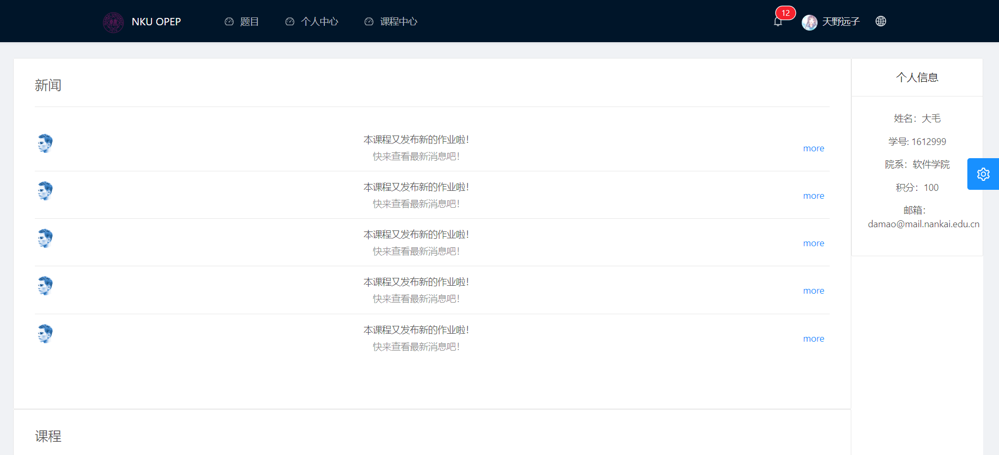 NKU OPEP 题目 个人中心 课程中心 12 天野远子
新闻
本课程又发布新的作业啦！
快来查看最新消息吧！
more
本课程又发布新的作业啦！
快来查看最新消息吧！
more
本课程又发布新的作业啦！
快来查看最新消息吧！
more
本课程又发布新的作业啦！
快来查看最新消息吧！
more
本课程又发布新的作业啦！
快来查看最新消息吧！
more
课程
个人信息
姓名：大毛
学号: 1612999
院系：软件学院
积分：100
邮箱：
damao@mail.nankai.edu.cn